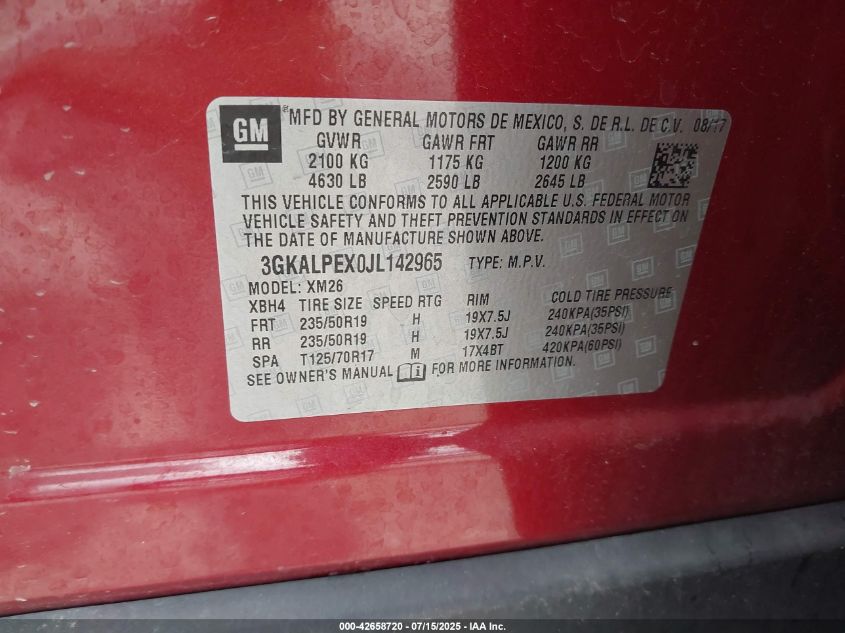 GM ® MFD BY GENERAL MOTORS DE MEXICO, S. DE R.L. DE C.V. 08/17
GVWR GAWR FRT GAWR RR
2100 KG 1175 KG 1200 KG
4630 LB 2590 LB 2645 LB
THIS VEHICLE CONFORMS TO ALL APPLICABLE U.S. FEDERAL MOTOR
VEHICLE SAFETY AND THEFT PREVENTION STANDARDS IN EFFECT ON
THE DATE OF MANUFACTURE SHOWN ABOVE.
3GKALPEX0JL142965 TYPE: M.P.V.
MODEL: XM26
XBH4 TIRE SIZE SPEED RTG RIM COLD TIRE PRESSURE
FRT 235/50R19 H 19X7.5J 240KPA(35PSI)
RR 235/50R19 H 19X7.5J 240KPA(35PSI)
SPA T125/70R17 M 17X4BT 420KPA(60PSI)
SEE OWNER'S MANUAL FOR MORE INFORMATION.
000-42658720 - 07/15/2025 - IAA Inc.